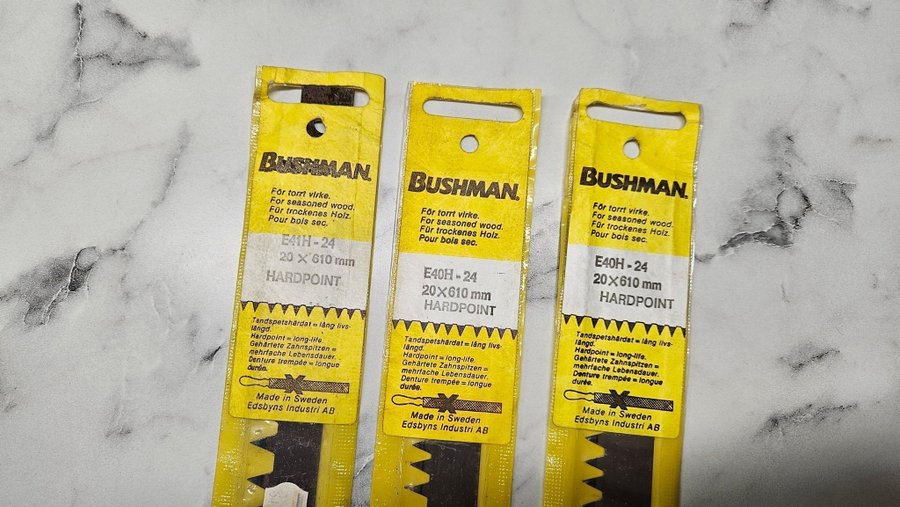 BUSHMAN.
För torrt virke.
For seasoned wood.
Für trockenes Holz.
Pour bois sec.
E41H - 24
20 × 610 mm
HARDPOINT
Tandspetshärdat = lång livs-
längd.
Hardpoint = long-life.
Gehärtete Zahnspitzen =
mehrfache Lebensdauer.
Denture trempée = longue
durée.
Made in Sweden
Edsbyns Industri AB
BUSHMAN.
För torrt virke.
For seasoned wood.
Für trockenes Holz.
Pour bois sec.
E40H - 24
20×610 mm
HARDPOINT
Tandspetshärdat = lång livs-
längd.
Hardpoint = long-life.
Gehärtete Zahnspitzen =
mehrfache Lebensdauer.
Denture trempée = longue
durée.
Made in Sweden
Edsbyns Industri AB
BUSHMAN.
För torrt virke.
For seasoned wood.
Für trockenes Holz.
Pour bois sec.
E40H - 24
20×610 mm
HARDPOINT
Tandspetshärdat = lång livs-
längd.
Hardpoint = long-life.
Gehärtete Zahnspitzen =
mehrfache Lebensdauer.
Denture trempée = longue
durée.
Made in Sweden
Edsbyns Industri AB